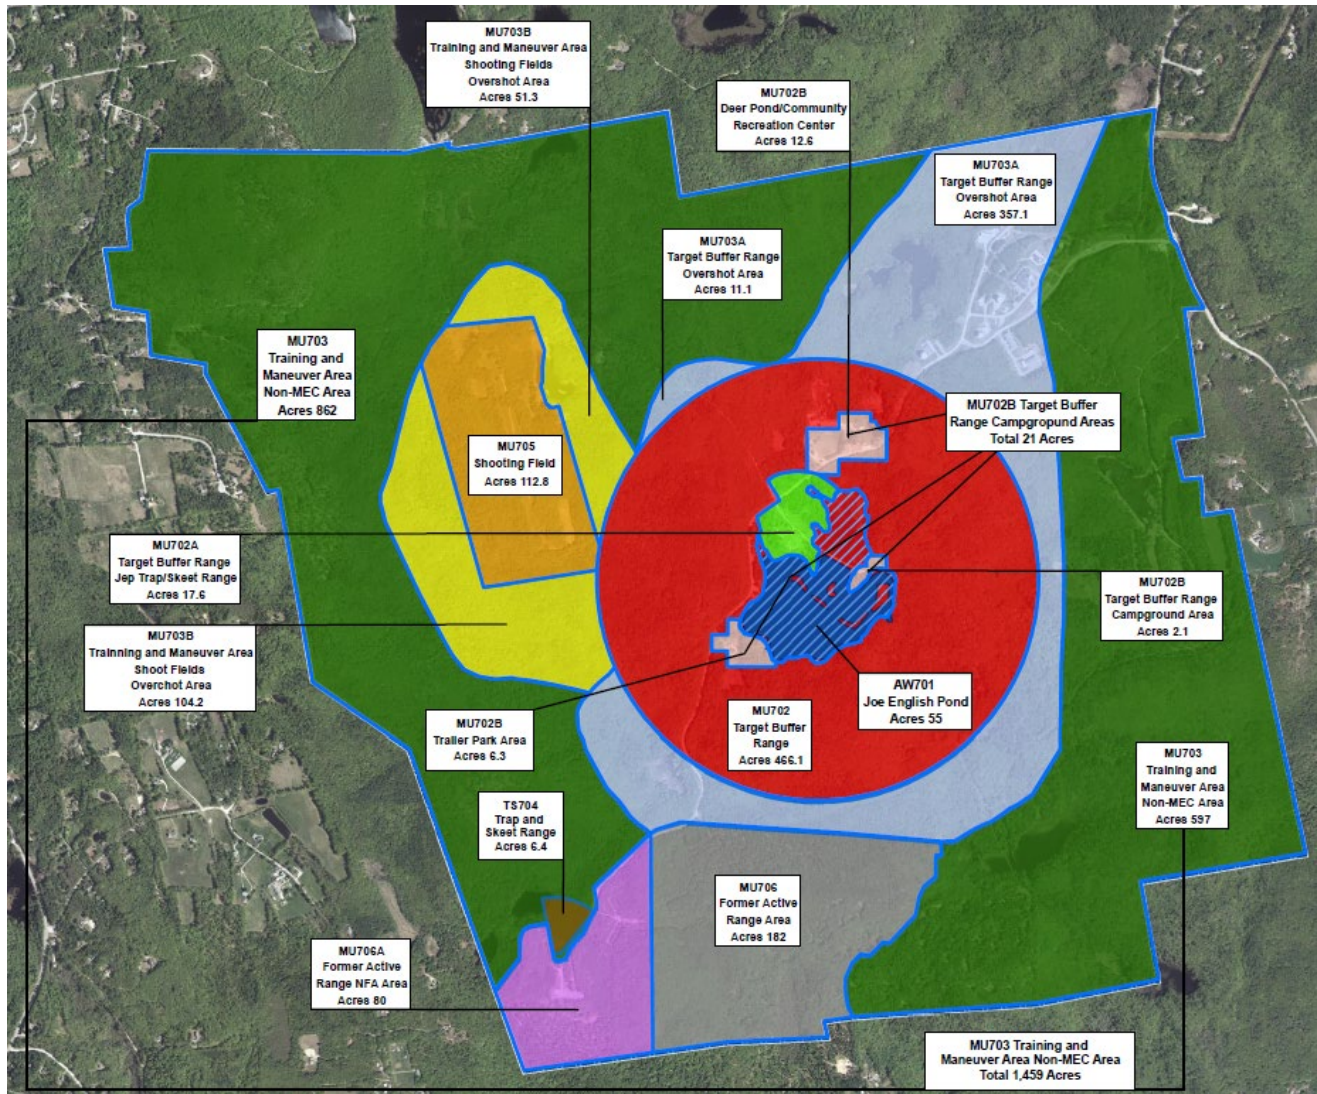 MU703B
Training and Maneuver Area
Shooting Fields
Overshot Area
Acres 51.3
MU702B
Deer Pond/Community
Recreation Center
Acres 12.6
MU703A
Target Buffer Range
Overshot Area
Acres 357.1
MU703A
Target Buffer Range
Overshot Area
Acres 11.1
MU703
Training and
Maneuver Area
Non-MEC Area
Acres 862
MU702B Target Buffer
Range Campgropund Areas
Total 21 Acres
MU705
Shooting Field
Acres 112.8
MU702A
Target Buffer Range
Jep Trap/Skeet Range
Acres 17.6
MU702B
Target Buffer Range
Campground Area
Acres 2.1
MU703B
Trainning and Maneuver Area
Shoot Fields
Overchot Area
Acres 104.2
AW701
Joe English Pond
Acres 55
MU702B
Trailer Park Area
Acres 6.3
MU702
Target Buffer
Range
Acres 466.1
MU703
Training and
Maneuver Area
Non-MEC Area
Acres 597
TS704
Trap and
Skeet Range
Acres 6.4
MU706
Former Active
Range Area
Acres 182
MU706A
Former Active
Range NFA Area
Acres 80
MU703 Training and
Maneuver Area Non-MEC Area
Total 1,459 Acres